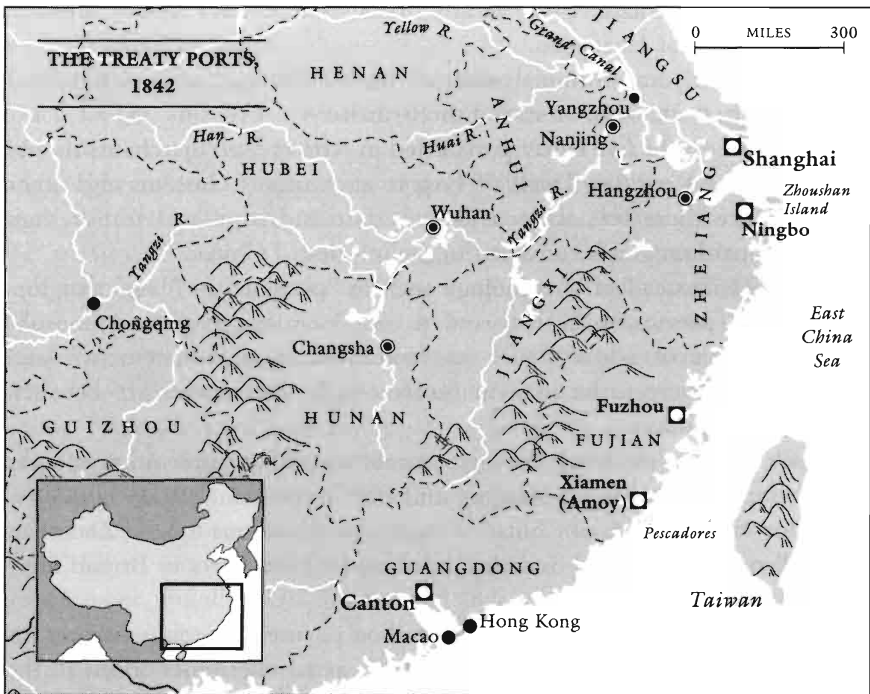 THE TREATY PORTS,
1842
0 MILES 300
Yellow R.
Grand Canal
JIANGSU
HENAN
Yangzhou
Nanjing
Han R.
Huai R.
ANHUI
Shanghai
HUBEI
Hangzhou
Zhoushan
Island
Wuhan
Yangzi R.
Yangzi R.
ZHEJIANG
Ningbo
Chongqing
Changsha
JIANGXI
East
China
Sea
GUIZHOU
HUNAN
Fuzhou
FUJIAN
Xiamen
(Amoy)
Pescadores
GUANGDONG
Canton
Taiwan
Hong Kong
Macao